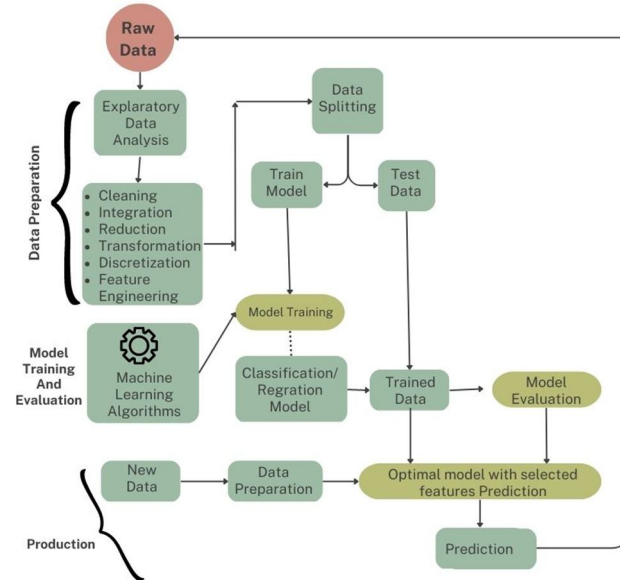 Raw
Data
Explaratory
Data
Analysis
Data
Splitting
Train
Model
Test
Data
Data Preparation
Cleaning
Integration
Reduction
Transformation
Discretization
Feature
Engineering
Model Training
Model
Training
And
Evaluation
Machine
Learning
Algorithms
Classification/
Regration
Model
Trained
Data
Model
Evaluation
New
Data
Data
Preparation
Optimal model with selected
features Prediction
Production
Prediction